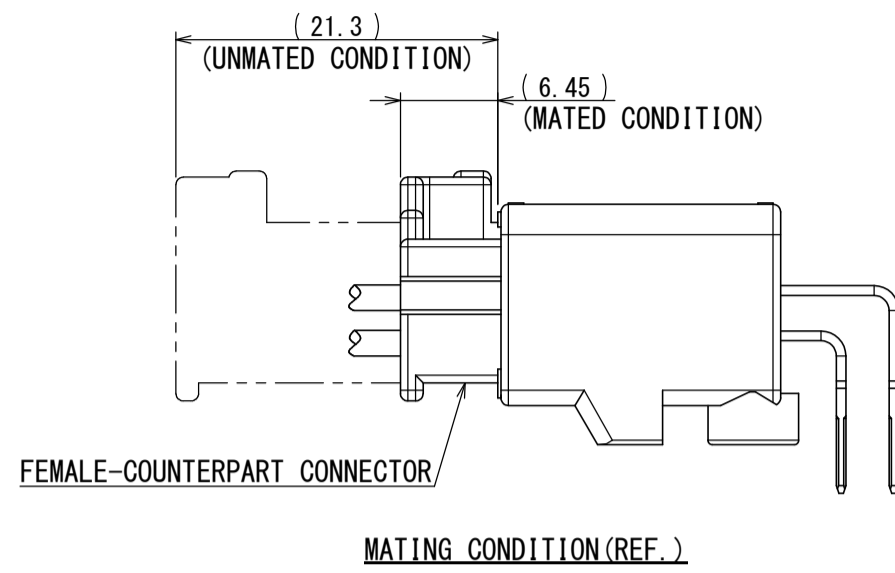 (21.3)
(UNMATED CONDITION)
(6.45)
(MATED CONDITION)
FEMALE-COUNTERPART CONNECTOR
MATING CONDITION(REF.)